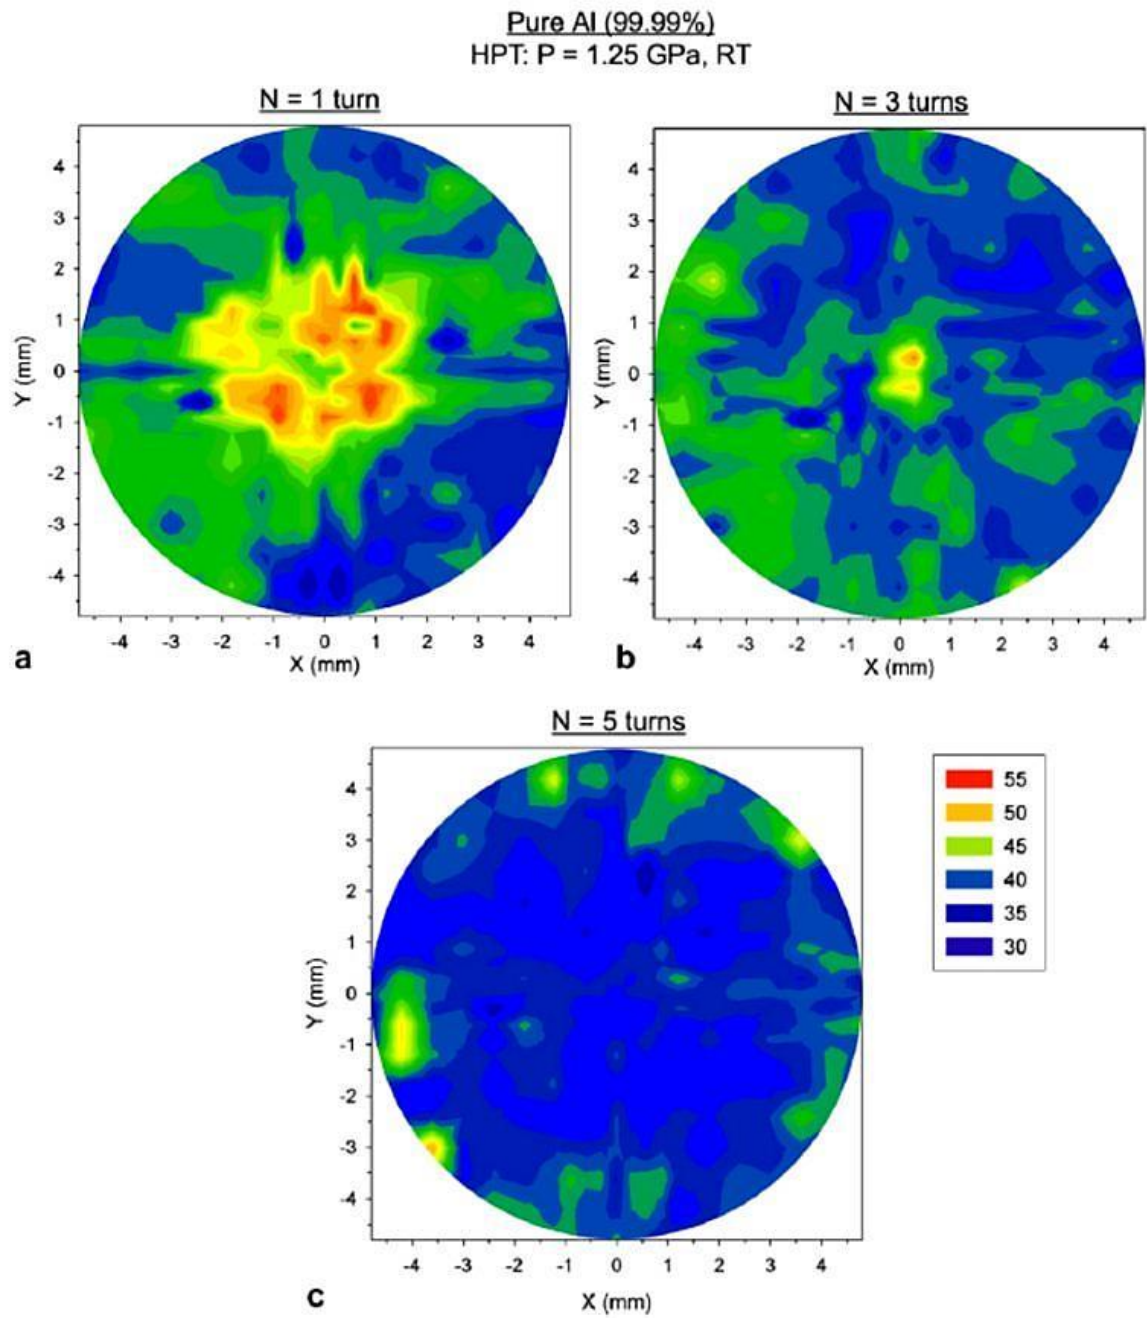 Pure Al (99.99%)
HPT: P = 1.25 GPa, RT
N = 1 turn
4
3
2
1
0
-1
-2
-3
-4
Y (mm)
-4 -3 -2 -1 0 1 2 3 4
X (mm)
a
N = 3 turns
4
3
2
1
0
-1
-2
-3
-4
Y (mm)
-4 -3 -2 -1 0 1 2 3 4
X (mm)
b
N = 5 turns
4
3
2
1
0
-1
-2
-3
-4
Y (mm)
-4 -3 -2 -1 0 1 2 3 4
X (mm)
c
55
50
45
40
35
30